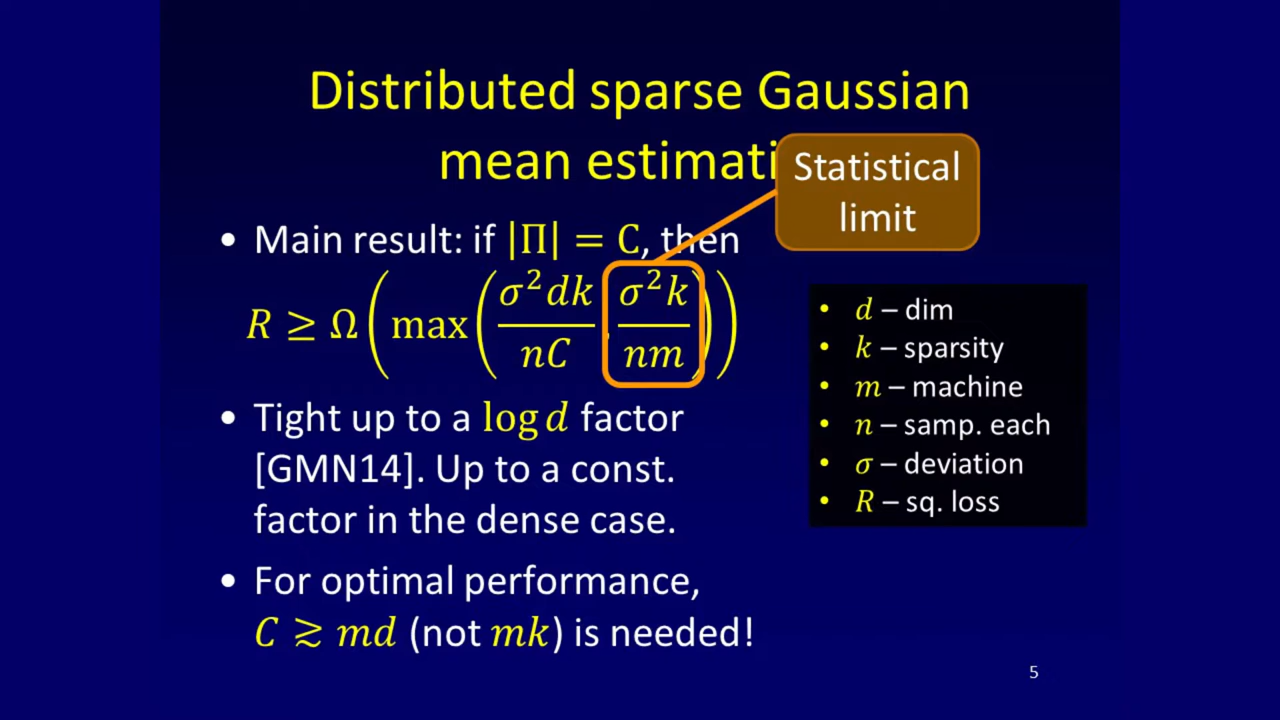 Distributed sparse Gaussian
mean estimati
Statistical
limit
• Main result: if |Π| = C, then
R ≥ Ω(max(σ²dk/nC, σ²k/nm))
• Tight up to a log d factor
[GMN14]. Up to a const.
factor in the dense case.
• For optimal performance,
C ≳ md (not mk) is needed!
• d – dim
• k – sparsity
• m – machine
• n – samp. each
• σ – deviation
• R – sq. loss
5